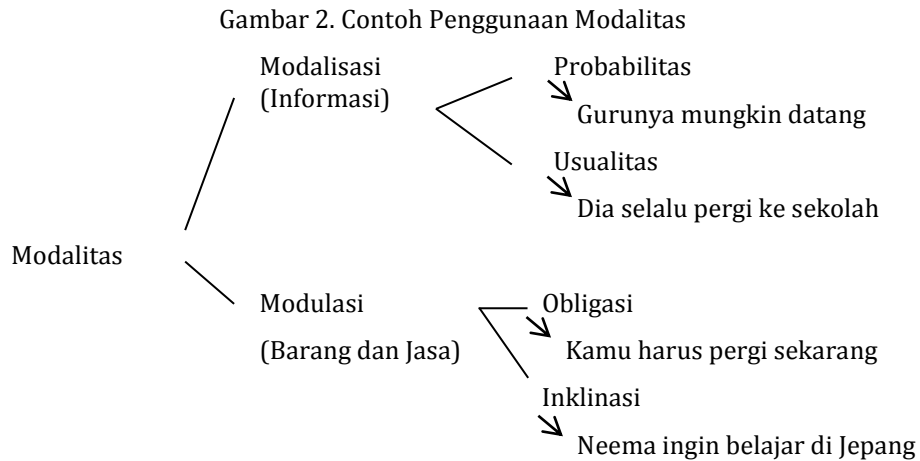 Gambar 2. Contoh Penggunaan Modalitas
Modalisasi
(Informasi)
Probabilitas
Gurunya mungkin datang
Usualitas
Dia selalu pergi ke sekolah
Modalitas
Modulasi
(Barang dan Jasa)
Obligasi
Kamu harus pergi sekarang
Inklinasi
Neema ingin belajar di Jepang